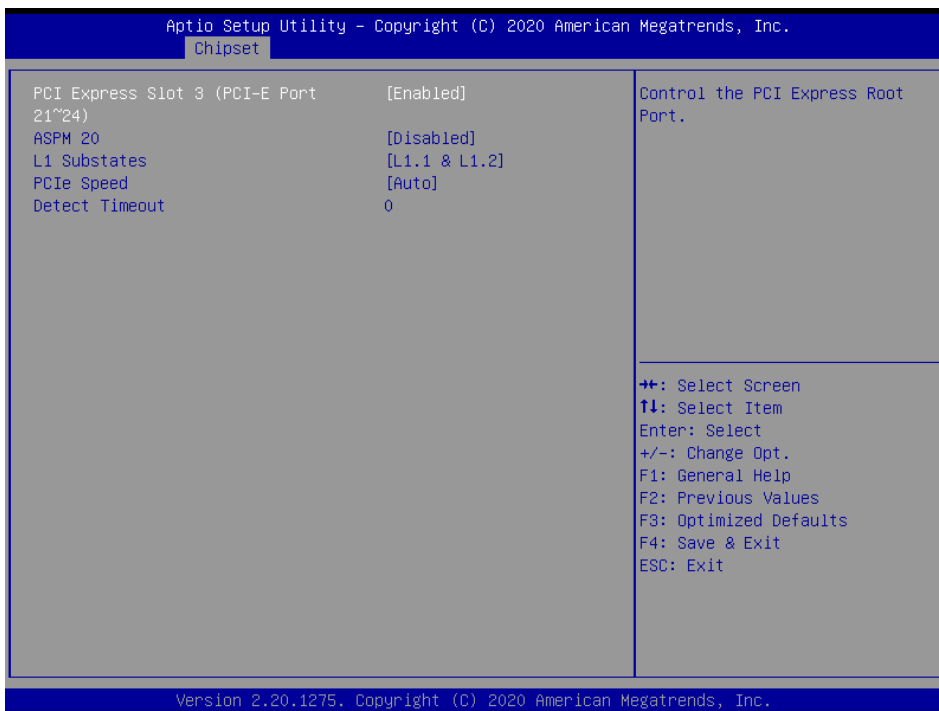 Aptio Setup Utility – Copyright (C) 2020 American Megatrends, Inc.
Chipset
PCI Express Slot 3 (PCI-E Port 21~24) [Enabled]
ASPM 20 [Disabled]
L1 Substates [L1.1 & L1.2]
PCIe Speed [Auto]
Detect Timeout 0
Control the PCI Express Root
Port.
→←: Select Screen
↑↓: Select Item
Enter: Select
+/-: Change Opt.
F1: General Help
F2: Previous Values
F3: Optimized Defaults
F4: Save & Exit
ESC: Exit
Version 2.20.1275. Copyright (C) 2020 American Megatrends, Inc.